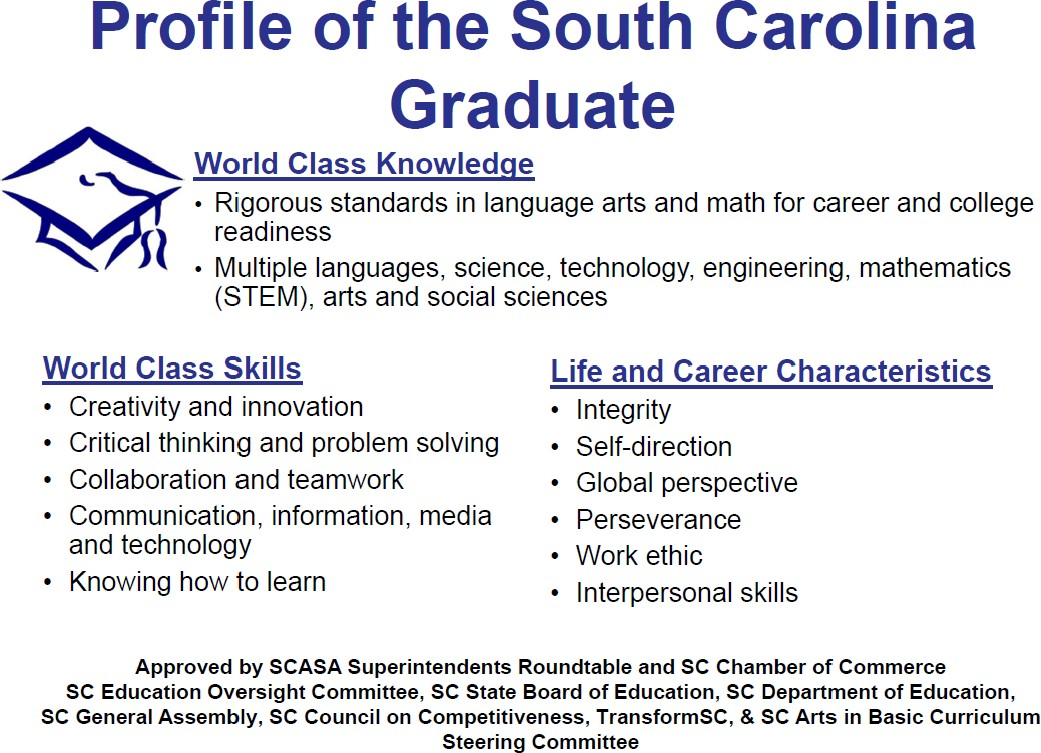 Profile of the South Carolina
Graduate
World Class Knowledge
• Rigorous standards in language arts and math for career and college
readiness
• Multiple languages, science, technology, engineering, mathematics
(STEM), arts and social sciences
World Class Skills
• Creativity and innovation
• Critical thinking and problem solving
• Collaboration and teamwork
• Communication, information, media
and technology
• Knowing how to learn
Life and Career Characteristics
• Integrity
• Self-direction
• Global perspective
• Perseverance
• Work ethic
• Interpersonal skills
Approved by SCASA Superintendents Roundtable and SC Chamber of Commerce
SC Education Oversight Committee, SC State Board of Education, SC Department of Education,
SC General Assembly, SC Council on Competitiveness, TransformSC, & SC Arts in Basic Curriculum
Steering Committee